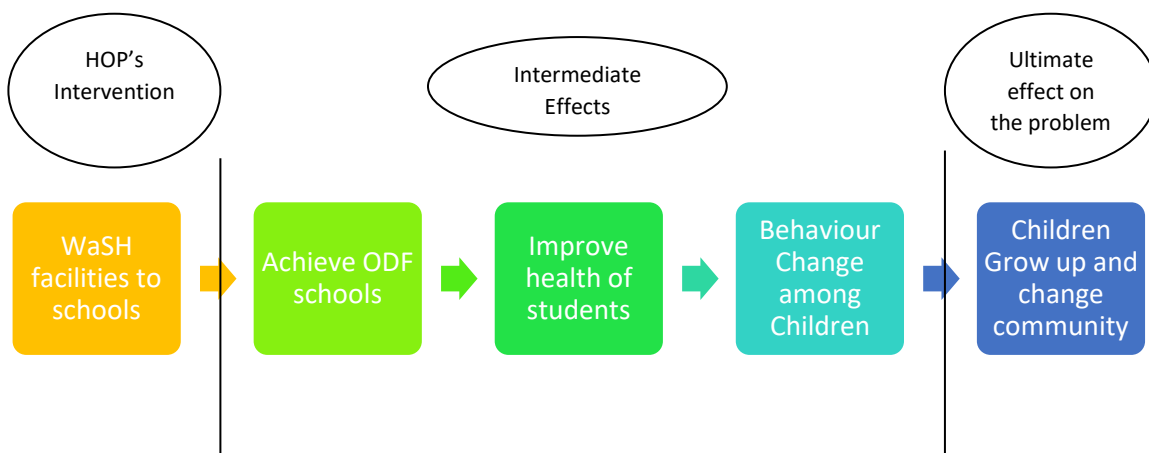 HOP's
Intervention
Intermediate
Effects
Ultimate
effect on
the problem
WaSH
facilities to
schools
Achieve ODF
schools
Improve
health of
students
Behaviour
Change
among
Children
Children
Grow up and
change
community